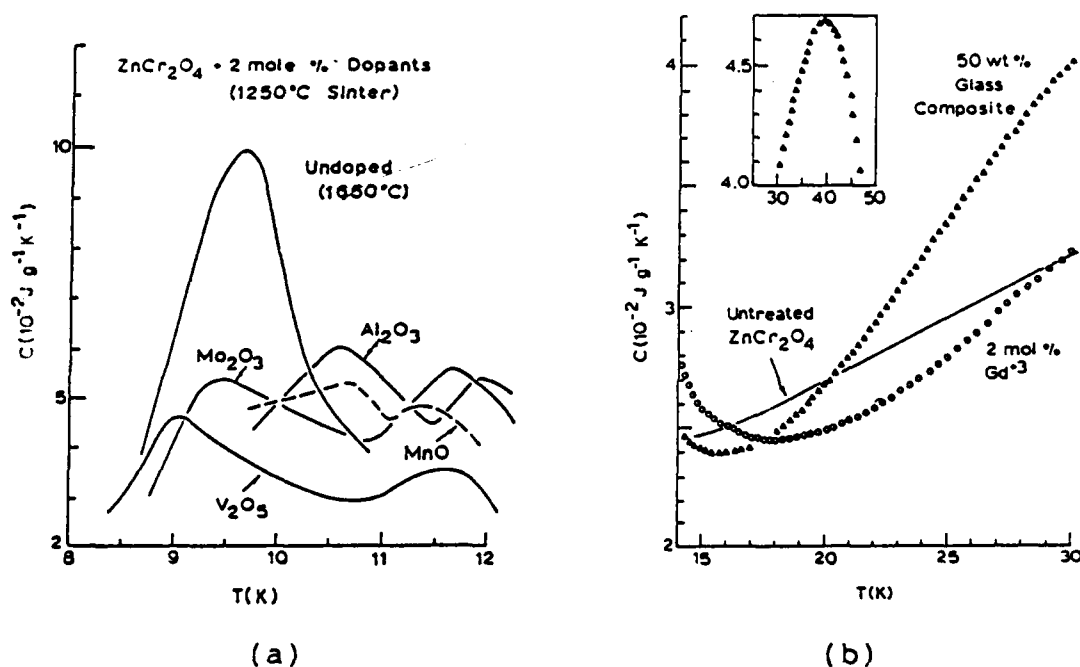 ZnCr2O4 - 2 mole % Dopants
(1250°C Sinter)
Undoped
(1650°C)
10
5
2
C(10⁻² J g⁻¹ K⁻¹)
Al2O3
Mo2O3
MnO
V2O5
8 9 10 11 12
T(K)
(a)
4
3
2
C(10⁻² J g⁻¹ K⁻¹)
4.5
4.0
30 40 50
50 wt %
Glass
Composite
Untreated
ZnCr2O4
2 mol %
Gd⁺³
15 20 25 30
T(K)
(b)